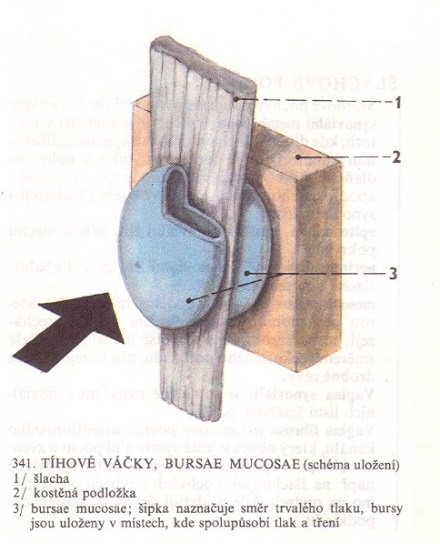 1
2
3
341. TÍHOVÉ VÁČKY, BURSAE MUCOSAE (schéma uložení)
1/ šlacha
2/ kostěná podložka
3/ bursae mucosae; šipka naznačuje směr trvalého tlaku, bursy
jsou uloženy v místech, kde spolupůsobí tlak a tření